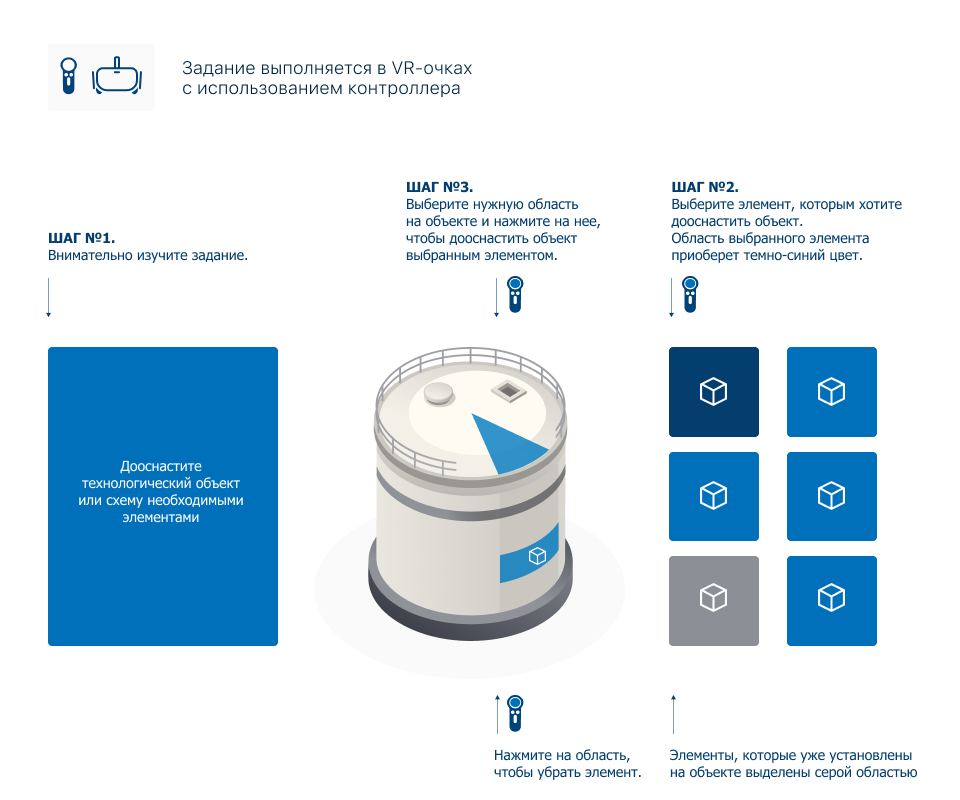 Задание выполняется в VR-очках
с использованием контроллера
ШАГ №1.
Внимательно изучите задание.
Дооснастите
технологический объект
или схему необходимыми
элементами
ШАГ №3.
Выберите нужную область
на объекте и нажмите на нее,
чтобы дооснастить объект
выбранным элементом.
ШАГ №2.
Выберите элемент, которым хотите
дооснастить объект.
Область выбранного элемента
приоберет темно-синий цвет.
Нажмите на область,
чтобы убрать элемент.
Элементы, которые уже установлены
на объекте выделены серой областью